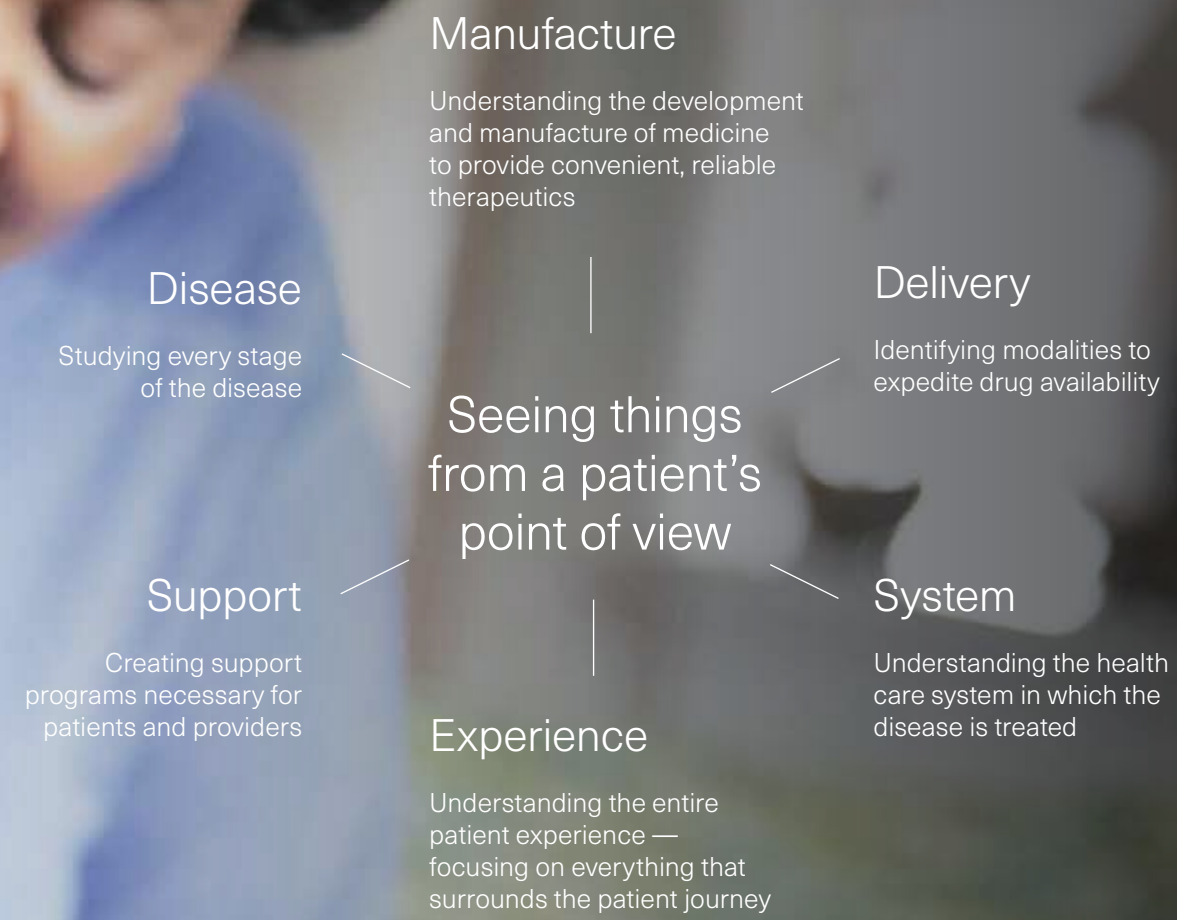 Manufacture
Understanding the development
and manufacture of medicine
to provide convenient, reliable
therapeutics
Disease
Studying every stage
of the disease
Delivery
Identifying modalities to
expedite drug availability
Seeing things
from a patient’s
point of view
Support
Creating support
programs necessary for
patients and providers
System
Understanding the health
care system in which the
disease is treated
Experience
Understanding the entire
patient experience —
focusing on everything that
surrounds the patient journey